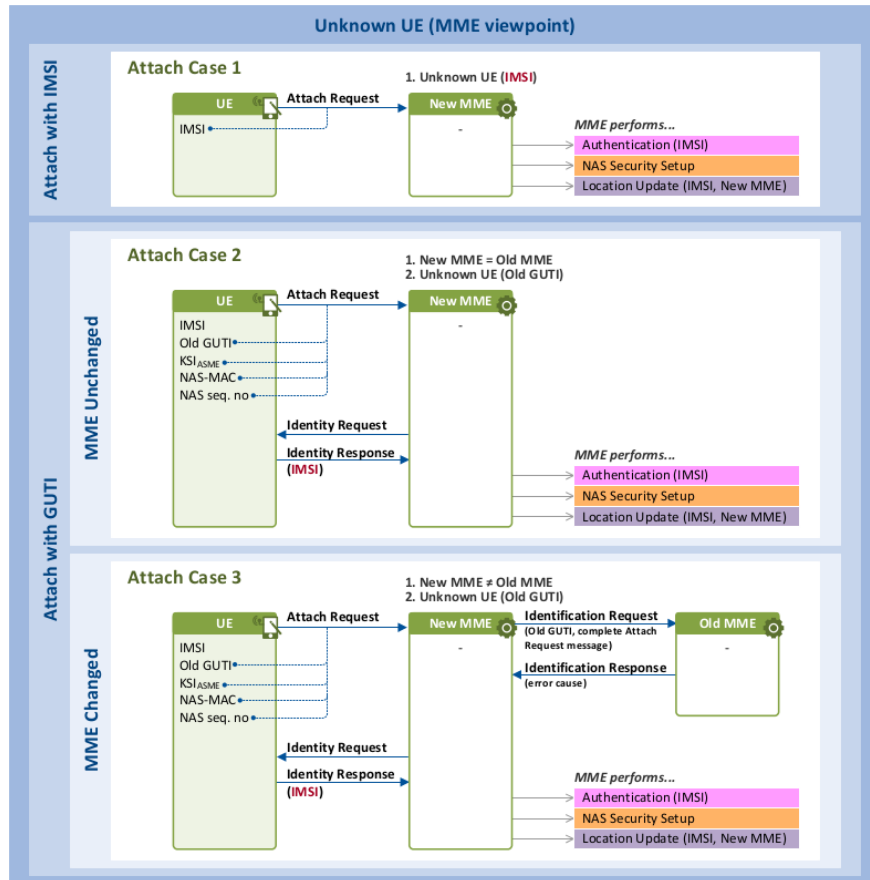 Unknown UE (MME viewpoint)
Attach with IMSI
Attach Case 1
1. Unknown UE (IMSI)
UE
Attach Request
New MME
IMSI
-
MME performs...
Authentication (IMSI)
NAS Security Setup
Location Update (IMSI, New MME)
Attach with GUTI
MME Unchanged
Attach Case 2
1. New MME = Old MME
2. Unknown UE (Old GUTI)
UE
Attach Request
New MME
IMSI
-
Old GUTI
KSIASME
NAS-MAC
NAS seq. no
Identity Request
Identity Response
(IMSI)
MME performs...
Authentication (IMSI)
NAS Security Setup
Location Update (IMSI, New MME)
MME Changed
Attach Case 3
1. New MME ≠ Old MME
2. Unknown UE (Old GUTI)
UE
Attach Request
New MME
Identification Request
(Old GUTI, complete Attach
Request message)
Old MME
IMSI
-
-
Old GUTI
KSIASME
NAS-MAC
NAS seq. no
Identification Response
(error cause)
Identity Request
Identity Response
(IMSI)
MME performs...
Authentication (IMSI)
NAS Security Setup
Location Update (IMSI, New MME)